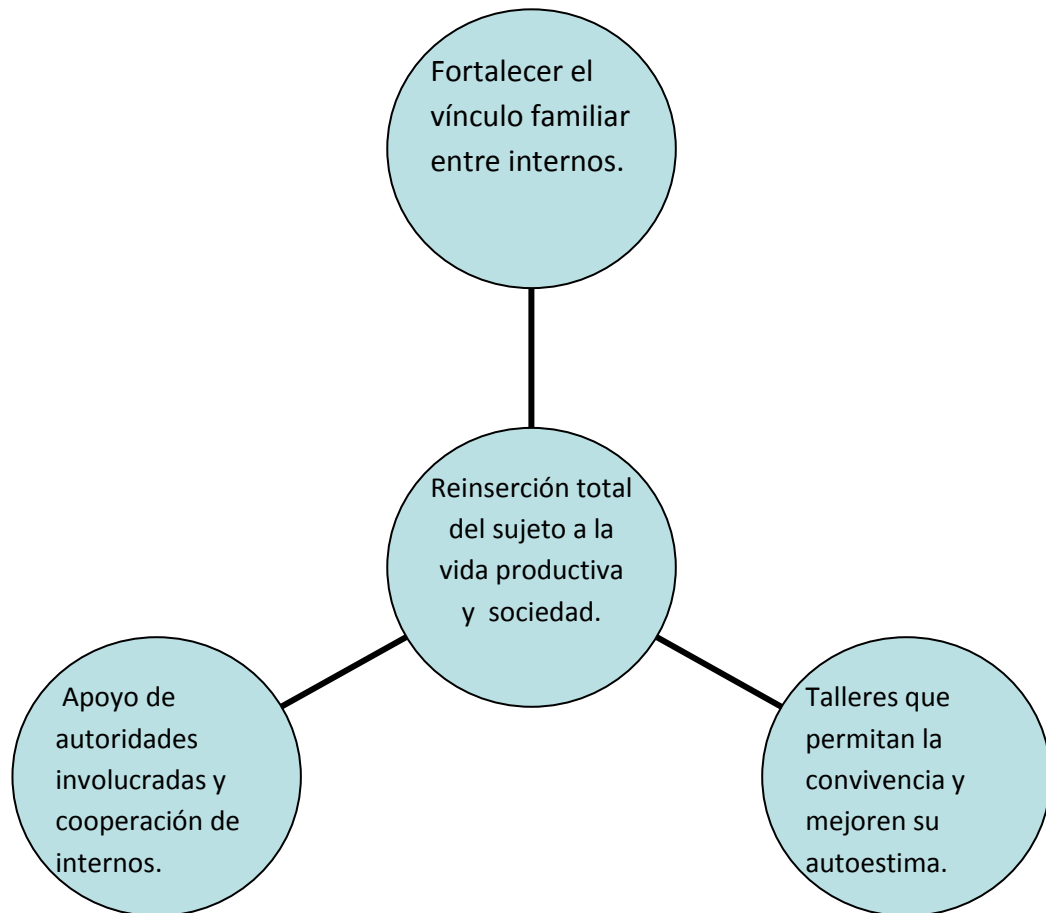 Fortalecer el
vínculo familiar
entre internos.
Reinserción total
del sujeto a la
vida productiva
y sociedad.
Apoyo de
autoridades
involucradas y
cooperación de
internos.
Talleres que
permitan la
convivencia y
mejoren su
autoestima.